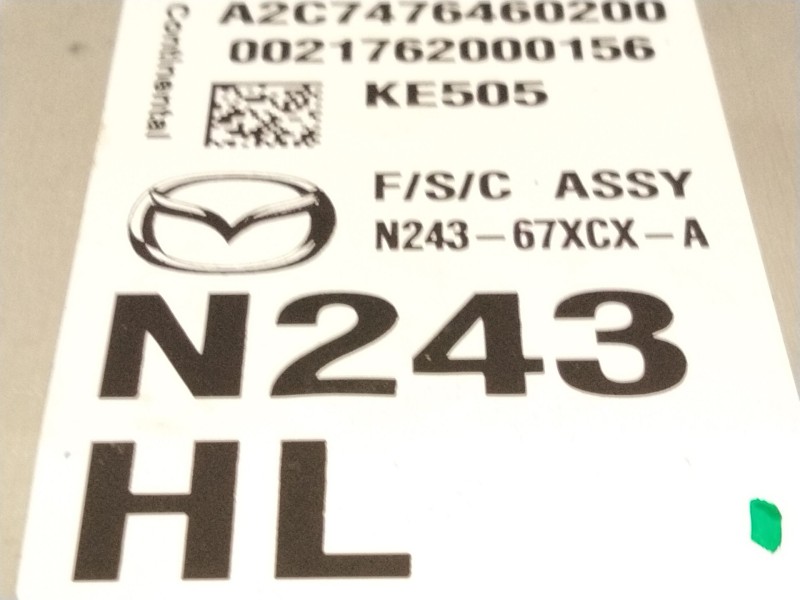 Continental
A2C7476460200
0021762000156
KE505
F/S/C ASSY
N243-67XCX-A
N243
HL